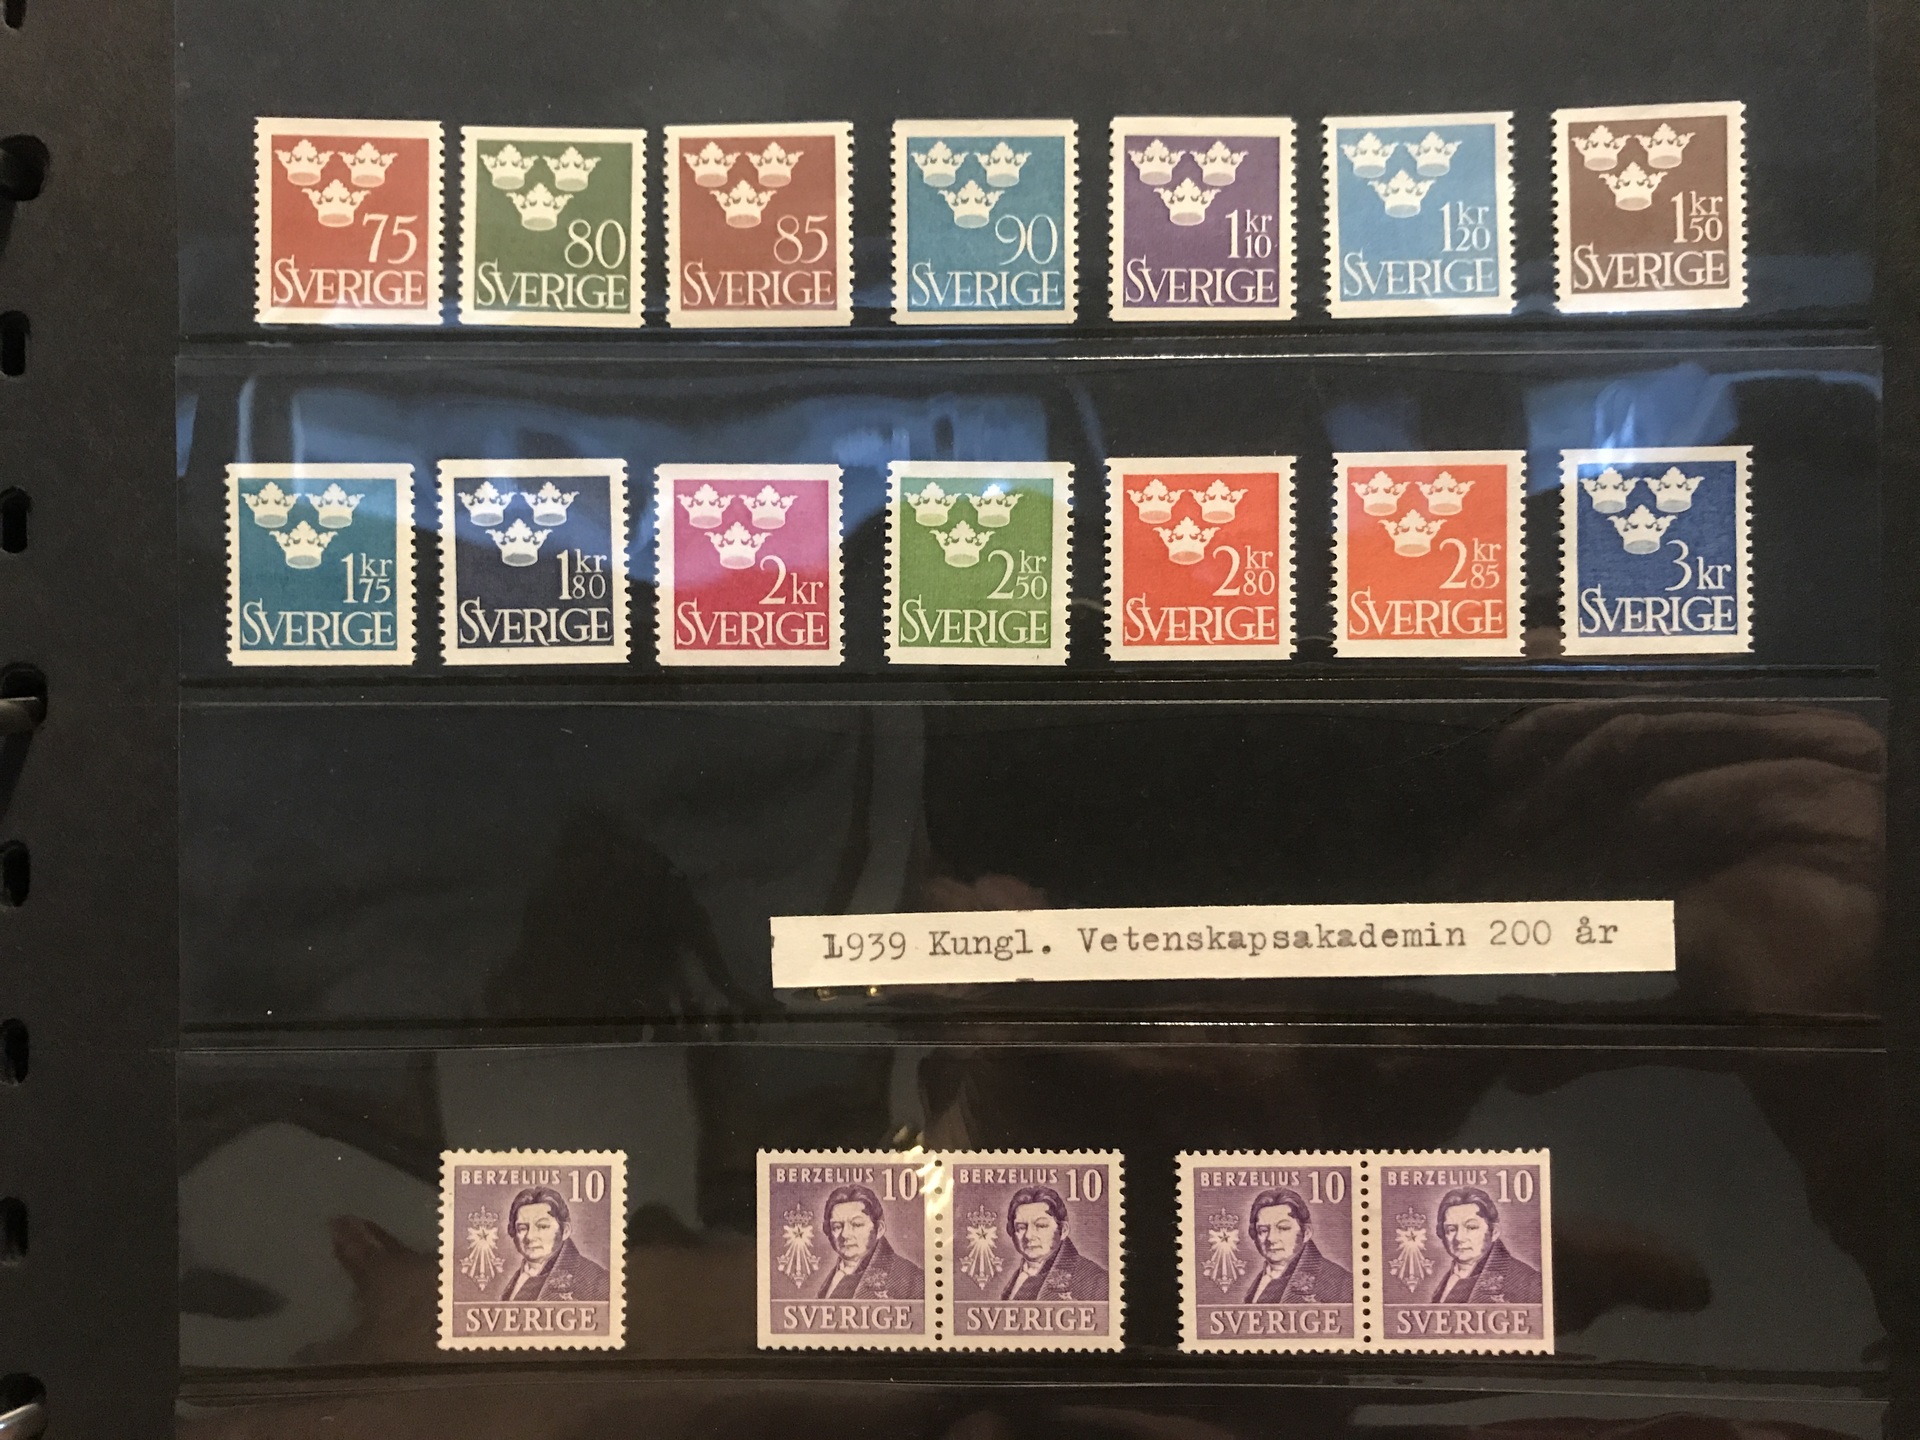 75
SVERIGE
80
SVERIGE
85
SVERIGE
90
SVERIGE
1 kr 10
SVERIGE
1 kr 20
SVERIGE
1 kr 50
SVERIGE
1 kr 75
SVERIGE
1 kr 80
SVERIGE
2 kr
SVERIGE
2 kr 50
SVERIGE
2 kr 80
SVERIGE
2 kr 85
SVERIGE
3 kr
SVERIGE
1939 Kungl. Vetenskapsakademin 200 år
BERZELIUS 10
SVERIGE
BERZELIUS 10
SVERIGE
BERZELIUS 10
SVERIGE
BERZELIUS 10
SVERIGE
BERZELIUS 10
SVERIGE